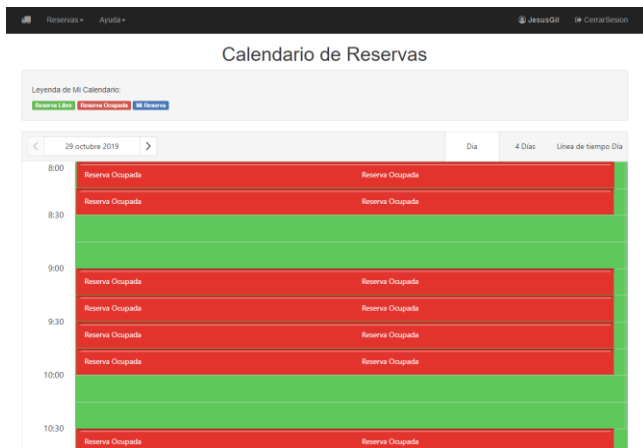 Reservas Ayuda JesusGil CerrarSesion
Calendario de Reservas
Leyenda de Mi Calendario:
Reserva Libre Reserva Ocupada Mi Reserva
29 octubre 2019 Dia 4 Días Línea de tiempo Día
8:00
Reserva Ocupada Reserva Ocupada
Reserva Ocupada Reserva Ocupada
8:30
9:00
Reserva Ocupada Reserva Ocupada
Reserva Ocupada Reserva Ocupada
9:30
Reserva Ocupada Reserva Ocupada
Reserva Ocupada Reserva Ocupada
10:00
10:30
Reserva Ocupada Reserva Ocupada